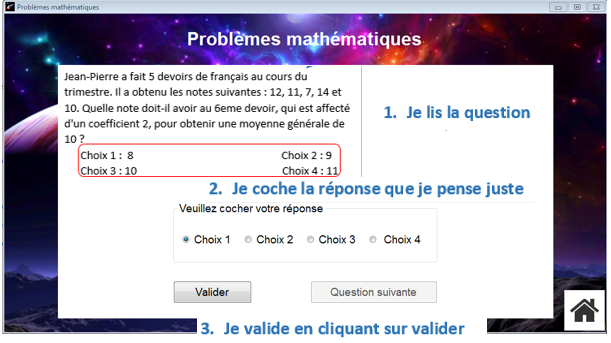 Problèmes mathématiques
Problèmes mathématiques
Jean-Pierre a fait 5 devoirs de français au cours du
trimestre. Il a obtenu les notes suivantes : 12, 11, 7, 14 et
10. Quelle note doit-il avoir au 6eme devoir, qui est affecté
d'un coefficient 2, pour obtenir une moyenne générale de
10 ?
Choix 1 : 8 Choix 2 : 9
Choix 3 : 10 Choix 4 : 11
1. Je lis la question
2. Je coche la réponse que je pense juste
Veuillez cocher votre réponse
Choix 1 Choix 2 Choix 3 Choix 4
Valider Question suivante
3. Je valide en cliquant sur valider